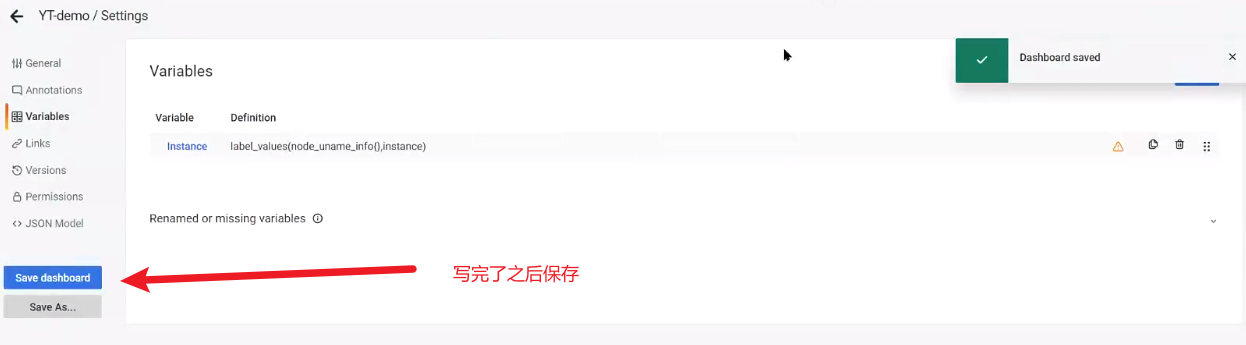 YT-demo / Settings
General
Annotations
Variables
Links
Versions
Permissions
JSON Model
Save dashboard
Save As...
Variables
Variable Definition
Instance label_values(node_uname_info{},instance)
Renamed or missing variables
Dashboard saved
写完了之后保存